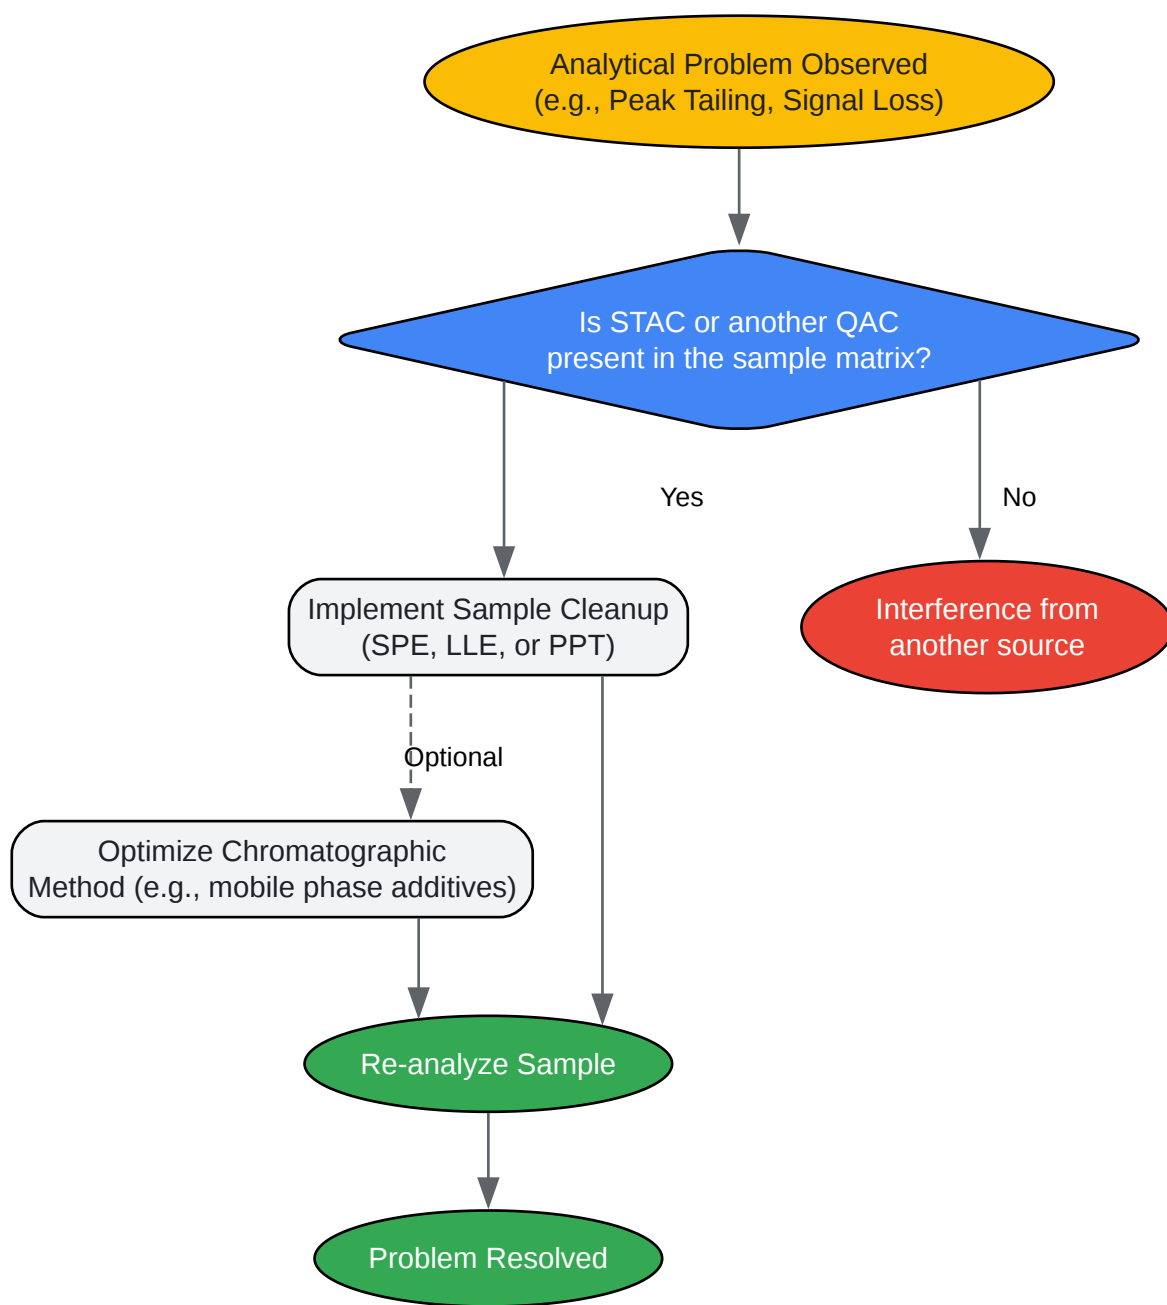 Analytical Problem Observed
(e.g., Peak Tailing, Signal Loss)
Is STAC or another QAC
present in the sample matrix?
Yes
No
Implement Sample Cleanup
(SPE, LLE, or PPT)
Interference from
another source
Optional
Optimize Chromatographic
Method (e.g., mobile phase additives)
Re-analyze Sample
Problem Resolved